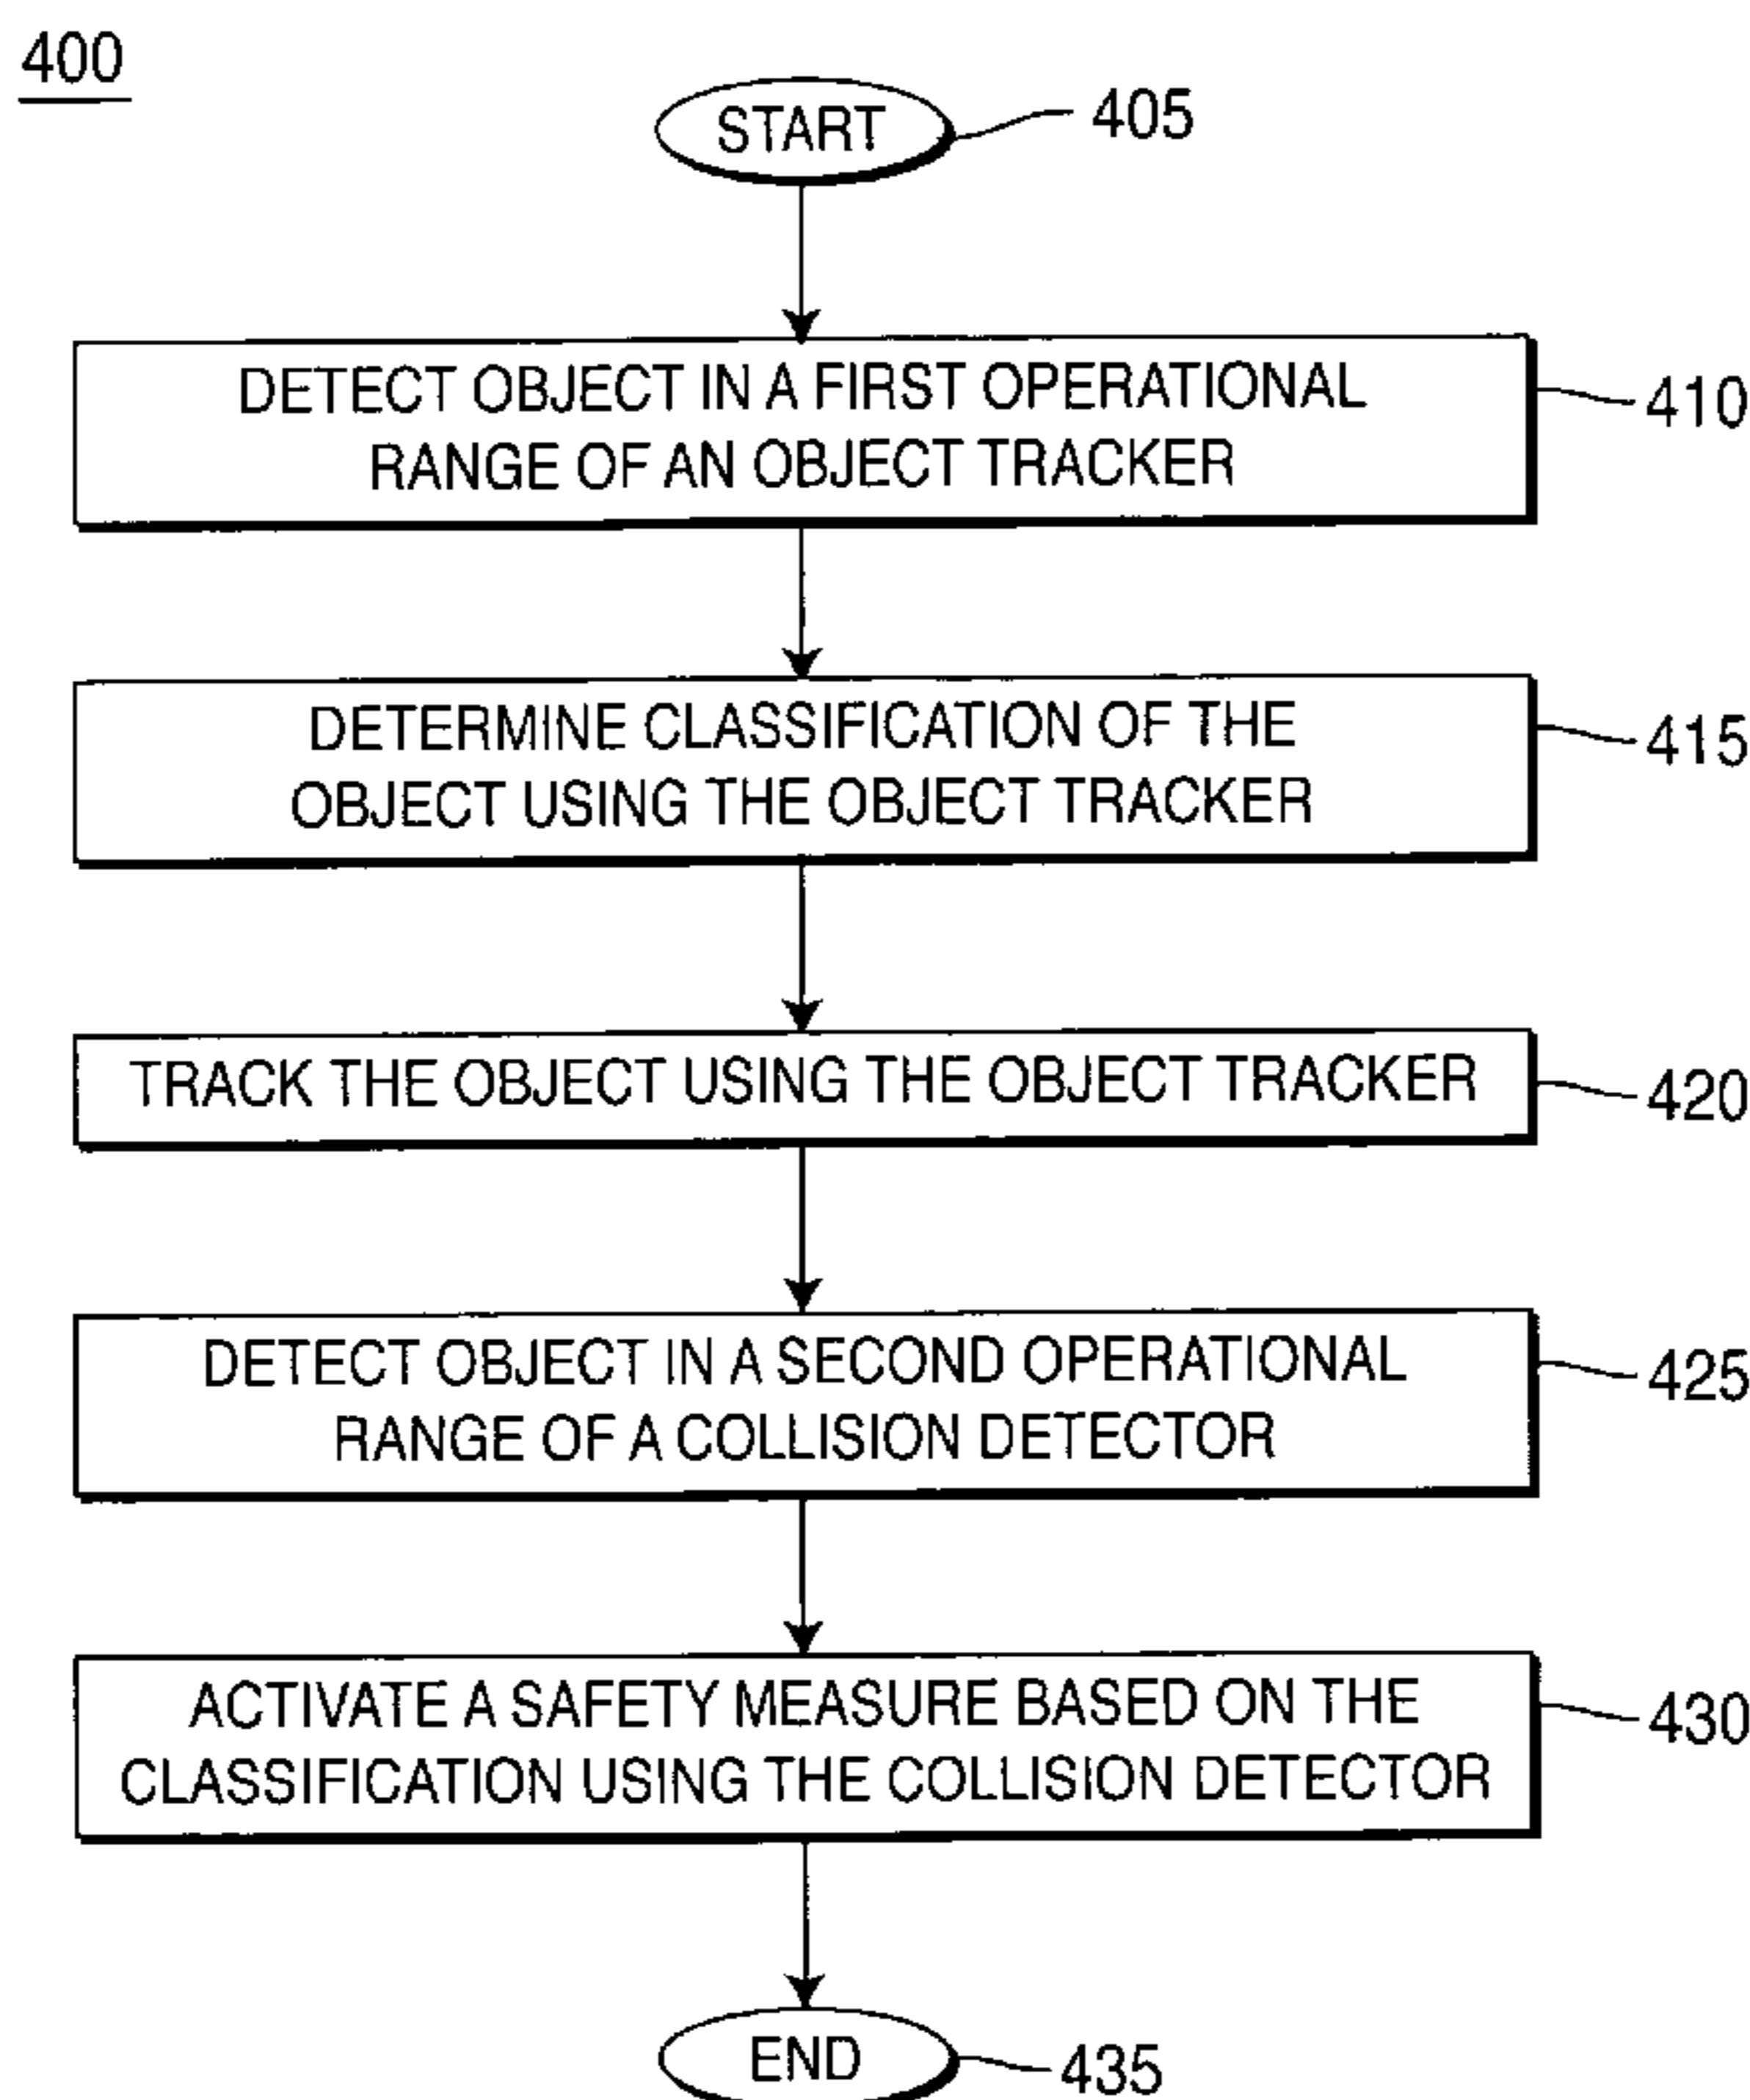 400
START
405
DETECT OBJECT IN A FIRST OPERATIONAL
RANGE OF AN OBJECT TRACKER
410
DETERMINE CLASSIFICATION OF THE
OBJECT USING THE OBJECT TRACKER
415
TRACK THE OBJECT USING THE OBJECT TRACKER
420
DETECT OBJECT IN A SECOND OPERATIONAL
RANGE OF A COLLISION DETECTOR
425
ACTIVATE A SAFETY MEASURE BASED ON THE
CLASSIFICATION USING THE COLLISION DETECTOR
430
END
435